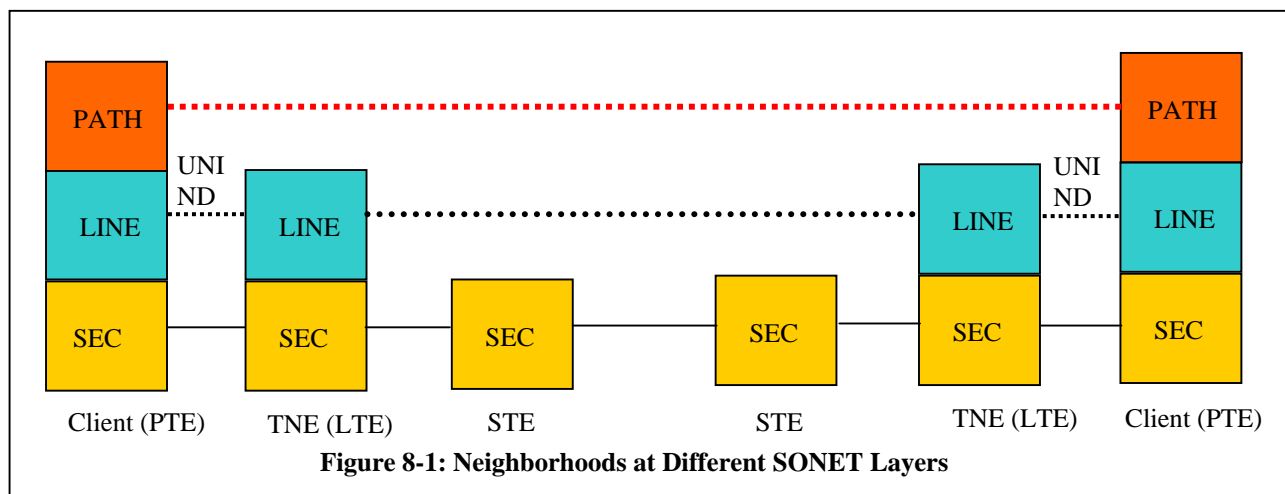 PATH
PATH
UNI
ND
UNI
ND
LINE
LINE
LINE
LINE
SEC
SEC
SEC
SEC
SEC
SEC
Client (PTE)
TNE (LTE)
STE
STE
TNE (LTE)
Client (PTE)
Figure 8-1: Neighborhoods at Different SONET Layers